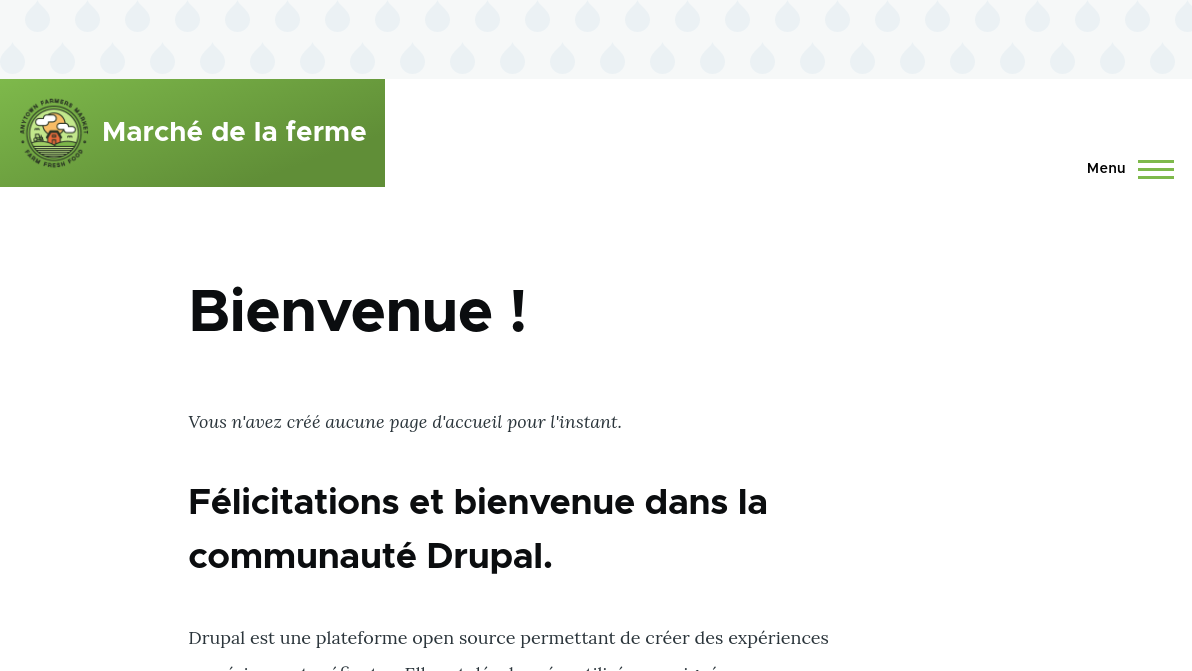 ANYTOWN FARMERS MARKET
FARM FRESH FOOD
Marché de la ferme
Menu
Bienvenue !
Vous n'avez créé aucune page d'accueil pour l'instant.
Félicitations et bienvenue dans la
communauté Drupal.
Drupal est une plateforme open source permettant de créer des expériences